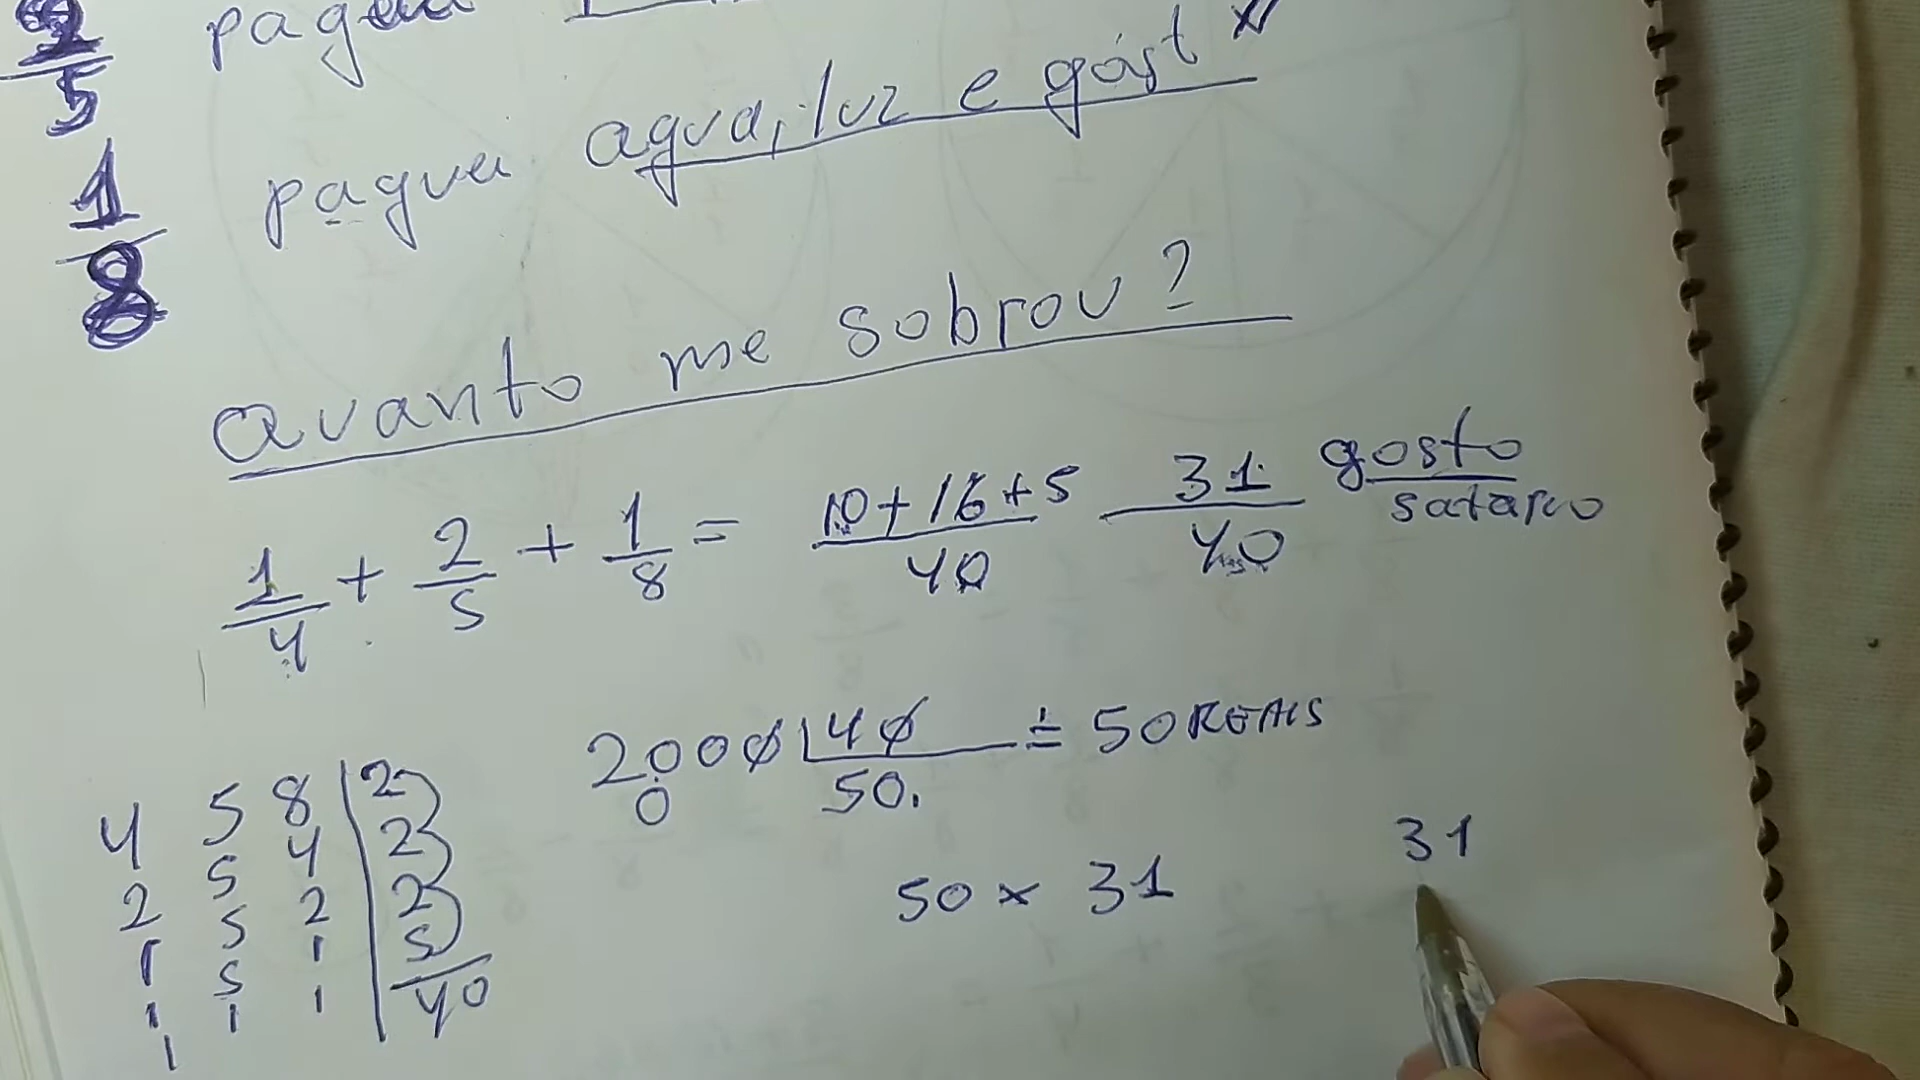 2/5 paguei
1/8 paguei agua, luz e gást
Quanto me sobrou?
1/4 + 2/5 + 1/8 = 10+16+5/40 31/40 gasto/salário
2000 |40 = 50 REAIS
0 50.
4 5 8 | 2
2 5 4 | 2
1 5 2 | 2
1 5 1 | 5
1 1 1 40
50 x 31
31